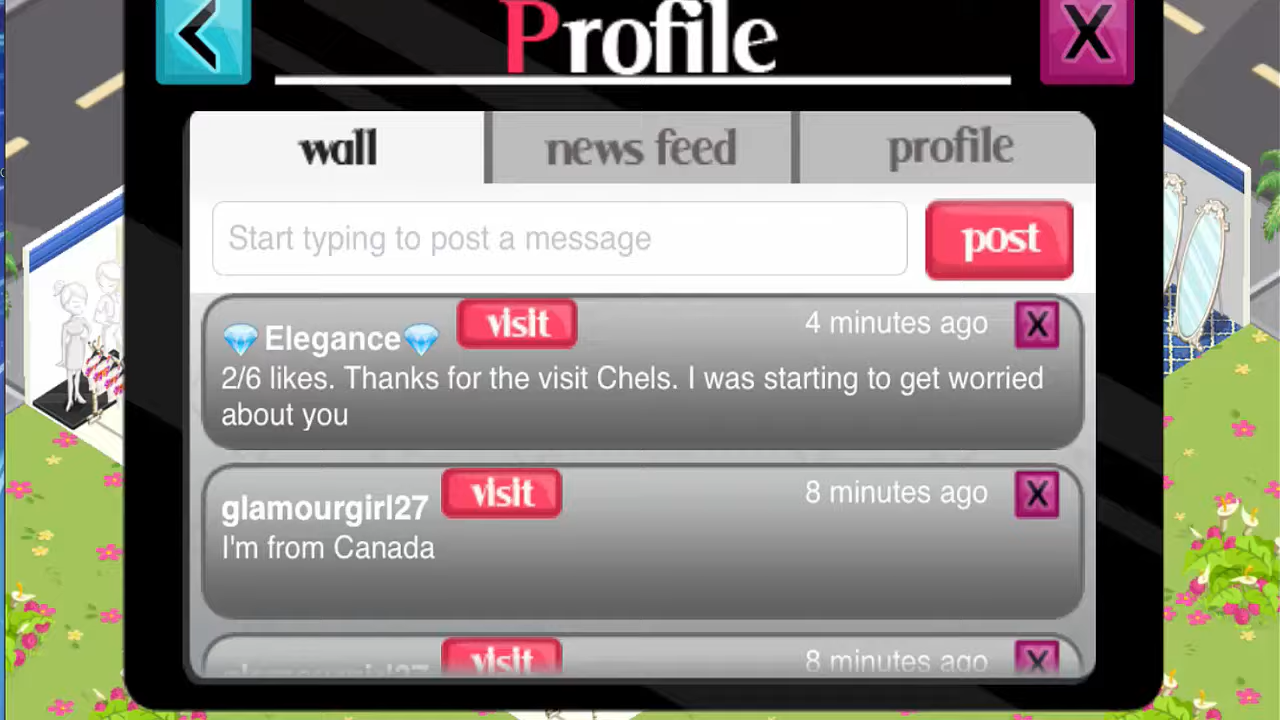 Profile
wall
news feed
profile
Start typing to post a message
post
💎Elegance💎
visit
4 minutes ago
X
2/6 likes. Thanks for the visit Chels. I was starting to get worried
about you
glamourgirl27
visit
8 minutes ago
X
I'm from Canada
glamourgirl27
visit
8 minutes ago
X